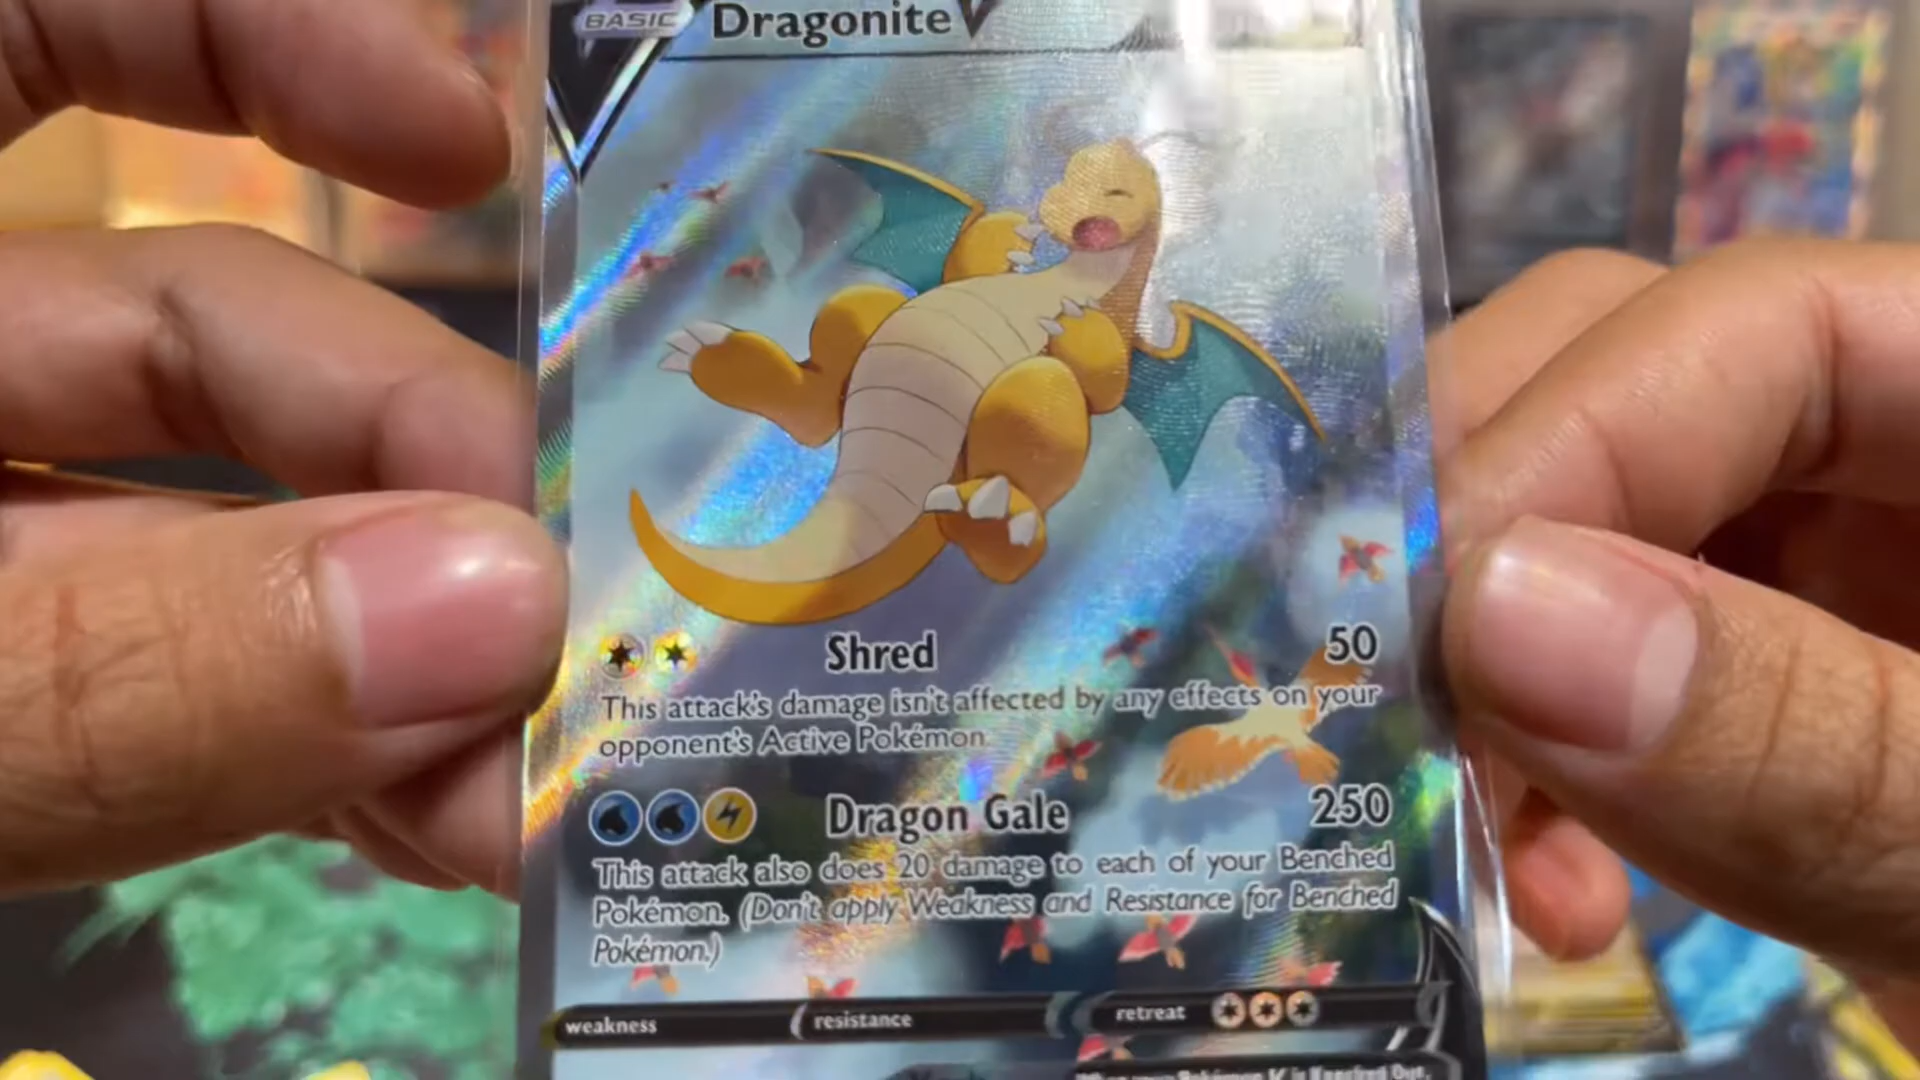 BASIC Dragonite V
Shred 50
This attack's damage isn't affected by any effects on your
opponent's Active Pokémon.
Dragon Gale 250
This attack also does 20 damage to each of your Benched
Pokémon. (Don't apply Weakness and Resistance for Benched
Pokémon.)
weakness resistance retreat